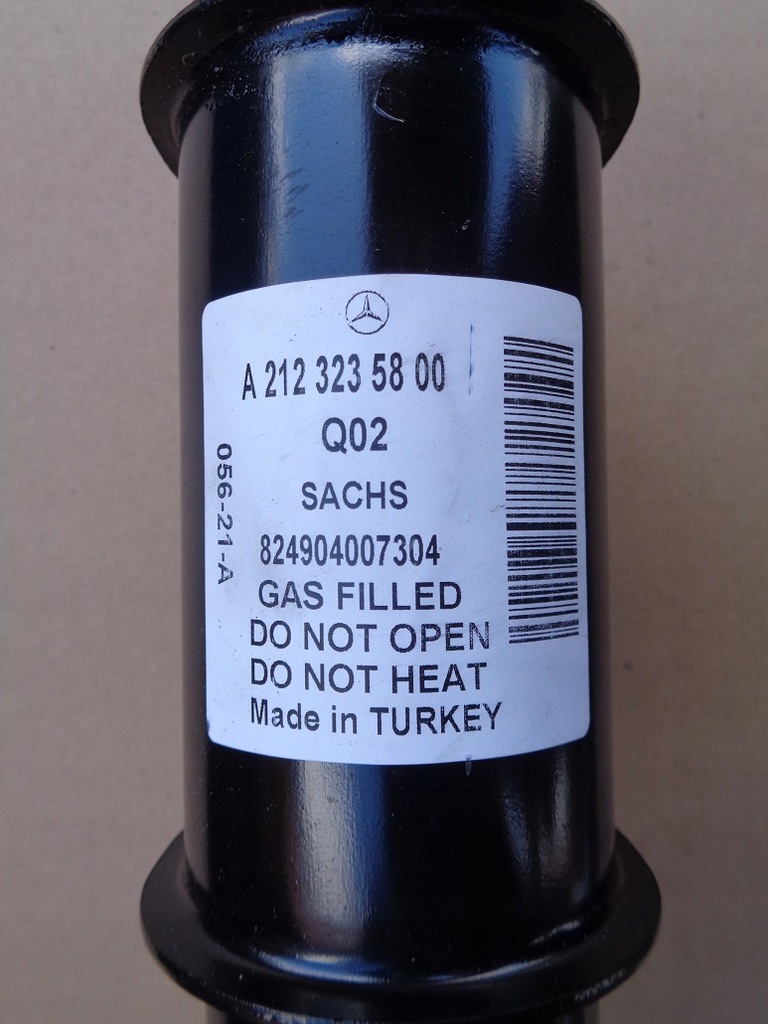 A 212 323 58 00
Q02
SACHS
824904007304
GAS FILLED
DO NOT OPEN
DO NOT HEAT
Made in TURKEY
056-21-A